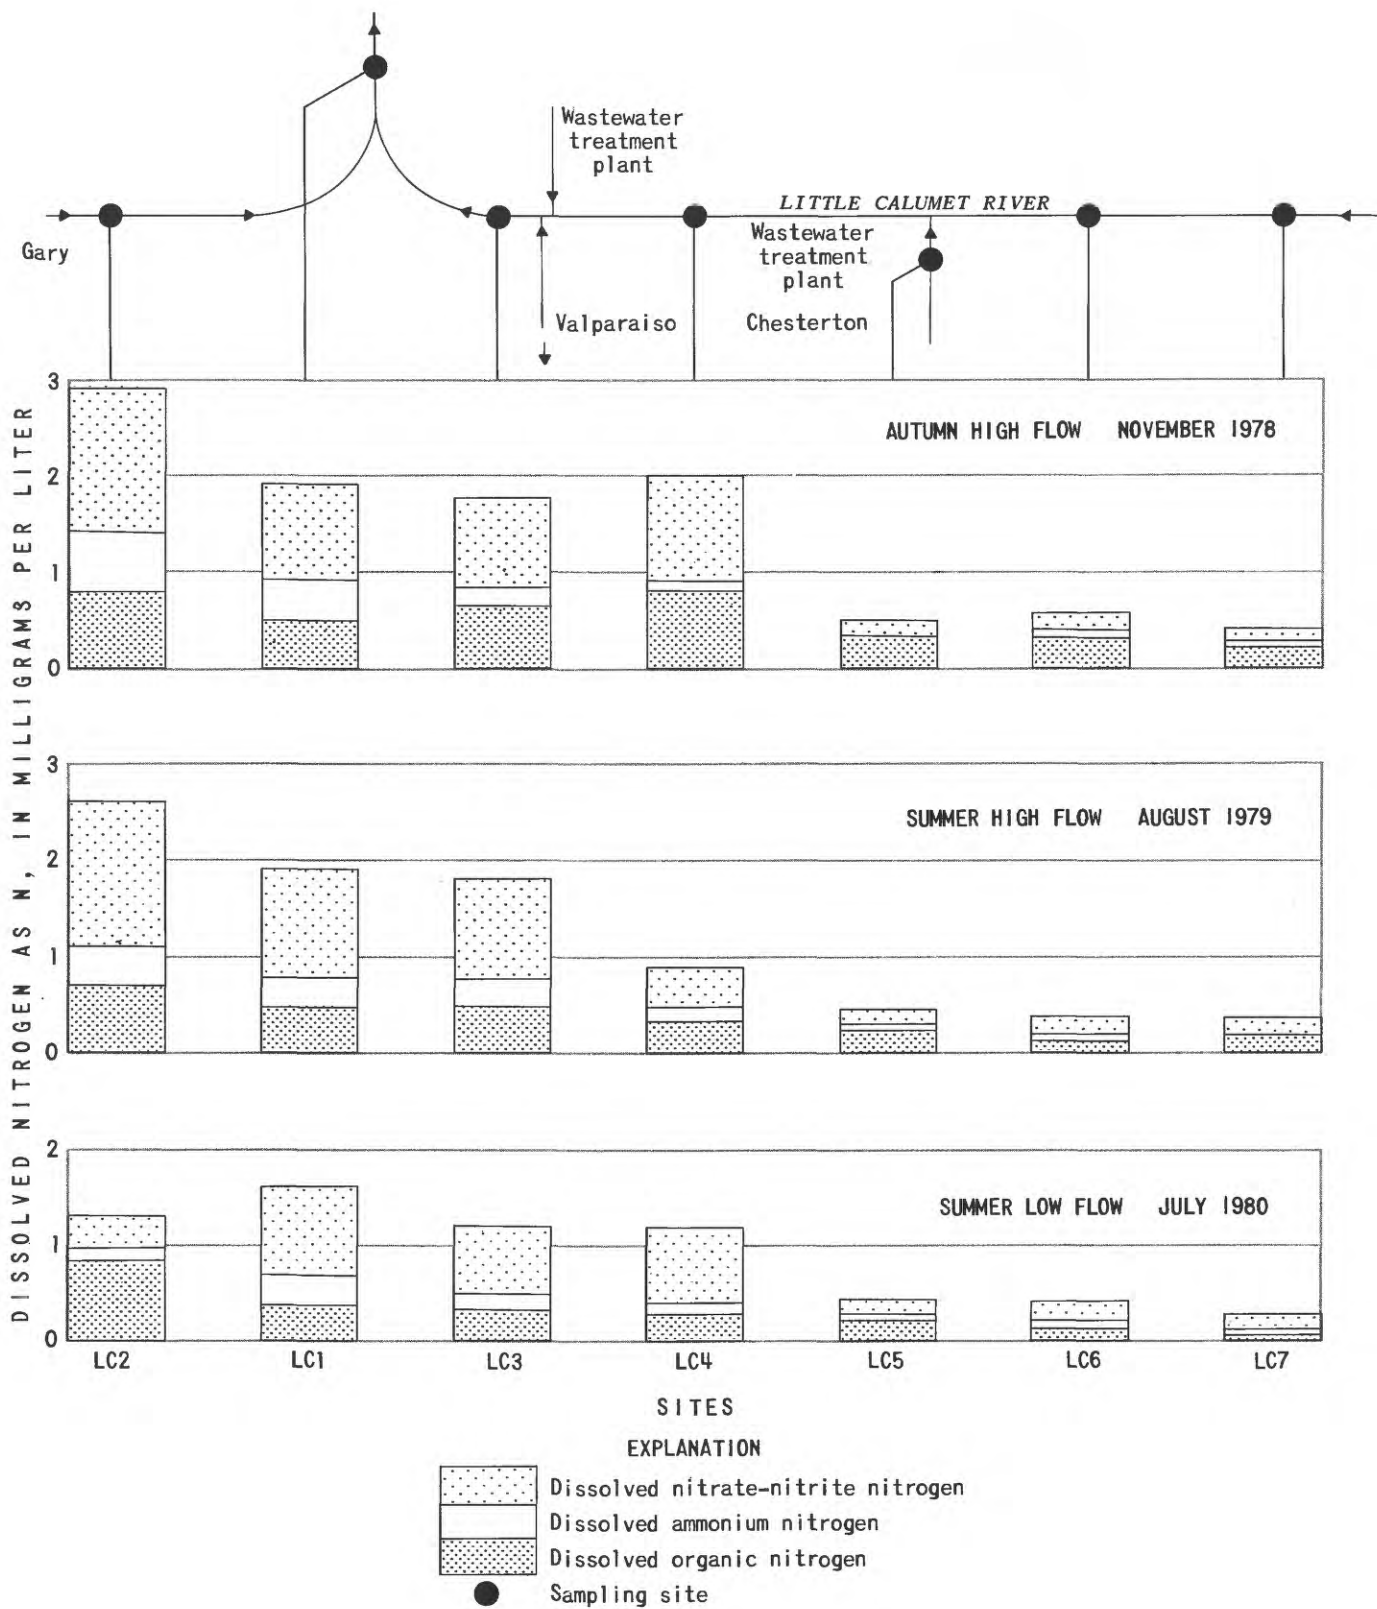 Wastewater
treatment
plant
LITTLE CALUMET RIVER
Gary
Wastewater
treatment
plant
Valparaiso
Chesterton
DISSOLVED NITROGEN AS N, IN MILLIGRAMS PER LITER
3
AUTUMN HIGH FLOW NOVEMBER 1978
2
1
0
3
SUMMER HIGH FLOW AUGUST 1979
2
1
0
2
SUMMER LOW FLOW JULY 1980
1
0
LC2 LC1 LC3 LC4 LC5 LC6 LC7
SITES
EXPLANATION
Dissolved nitrate-nitrite nitrogen
Dissolved ammonium nitrogen
Dissolved organic nitrogen
Sampling site